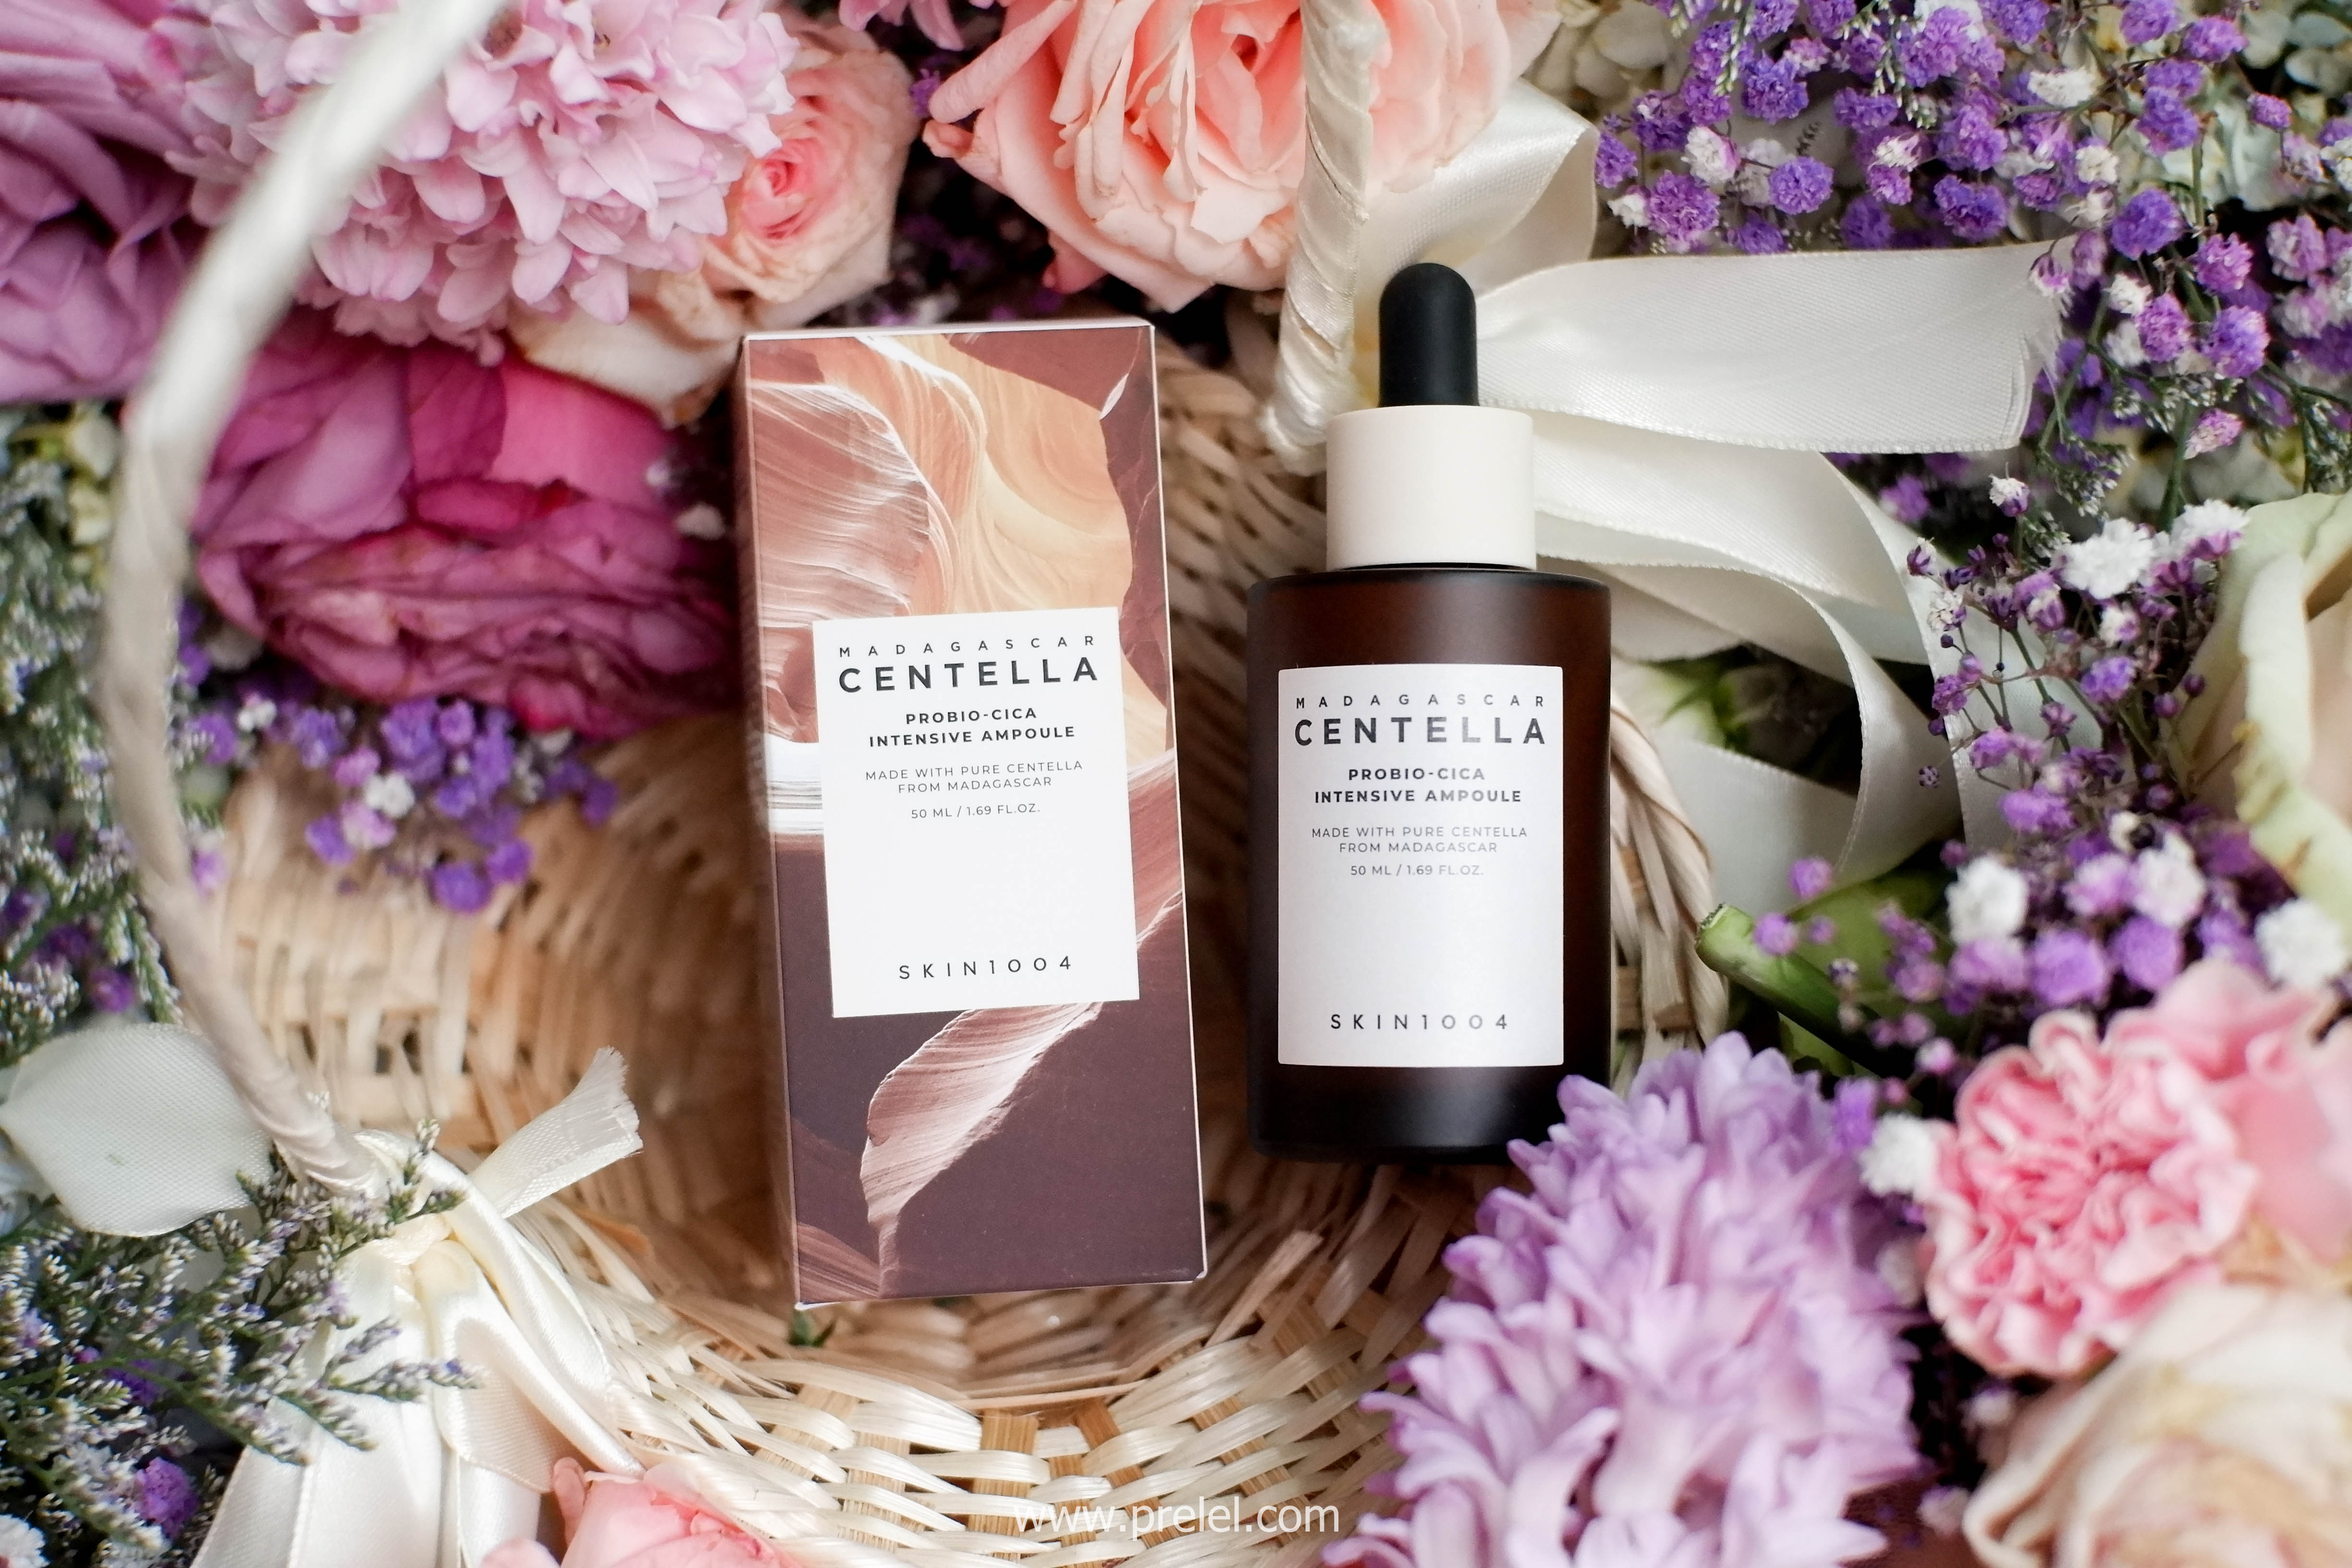 MADAGASCAR
CENTELLA
PROBIO-CICA
INTENSIVE AMPOULE
MADE WITH PURE CENTELLA
FROM MADAGASCAR
50 ML / 1.69 FL.OZ.
SKIN1004
MADAGASCAR
CENTELLA
PROBIO-CICA
INTENSIVE AMPOULE
MADE WITH PURE CENTELLA
FROM MADAGASCAR
50 ML / 1.69 FL.OZ.
SKIN1004
www.prelel.com